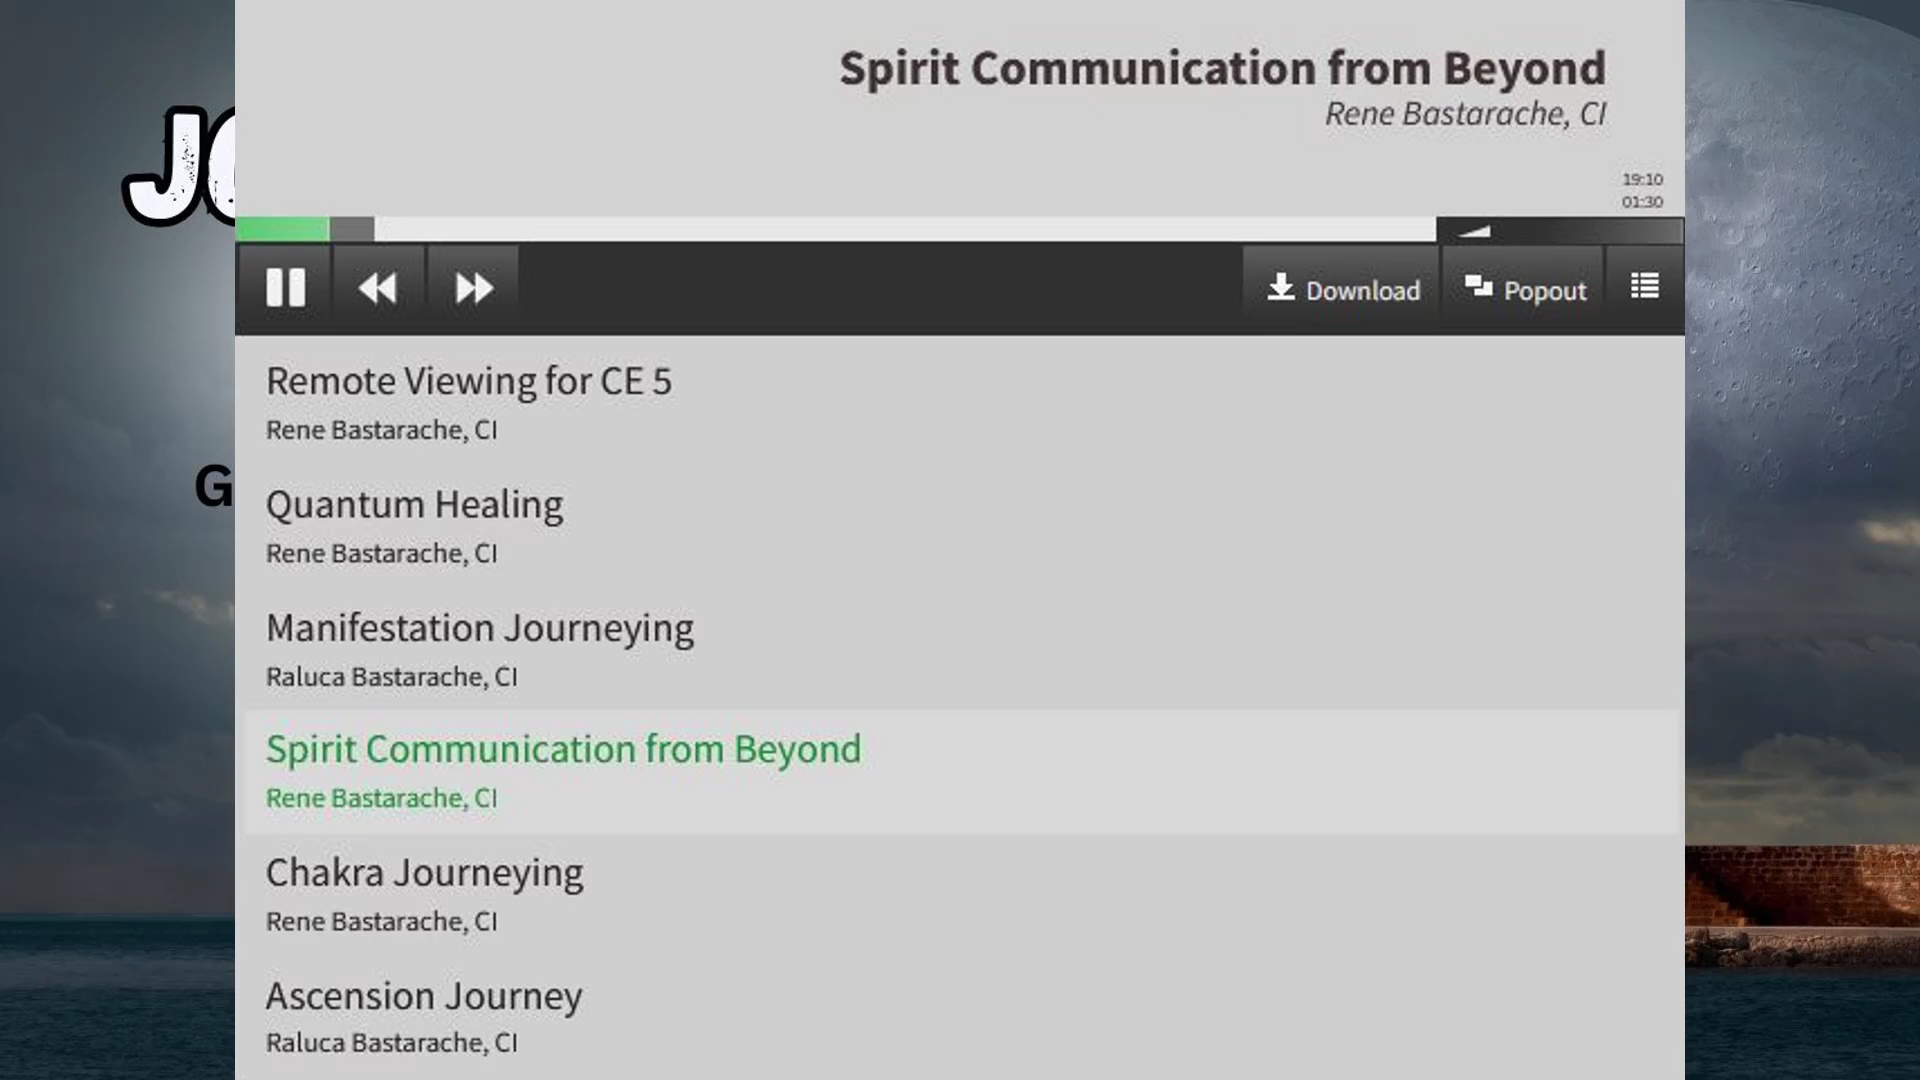 Spirit Communication from Beyond
Rene Bastarache, CI
19:10
01:30
Download
Popout
Remote Viewing for CE 5
Rene Bastarache, CI
Quantum Healing
Rene Bastarache, CI
Manifestation Journeying
Raluca Bastarache, CI
Spirit Communication from Beyond
Rene Bastarache, CI
Chakra Journeying
Rene Bastarache, CI
Ascension Journey
Raluca Bastarache, CI